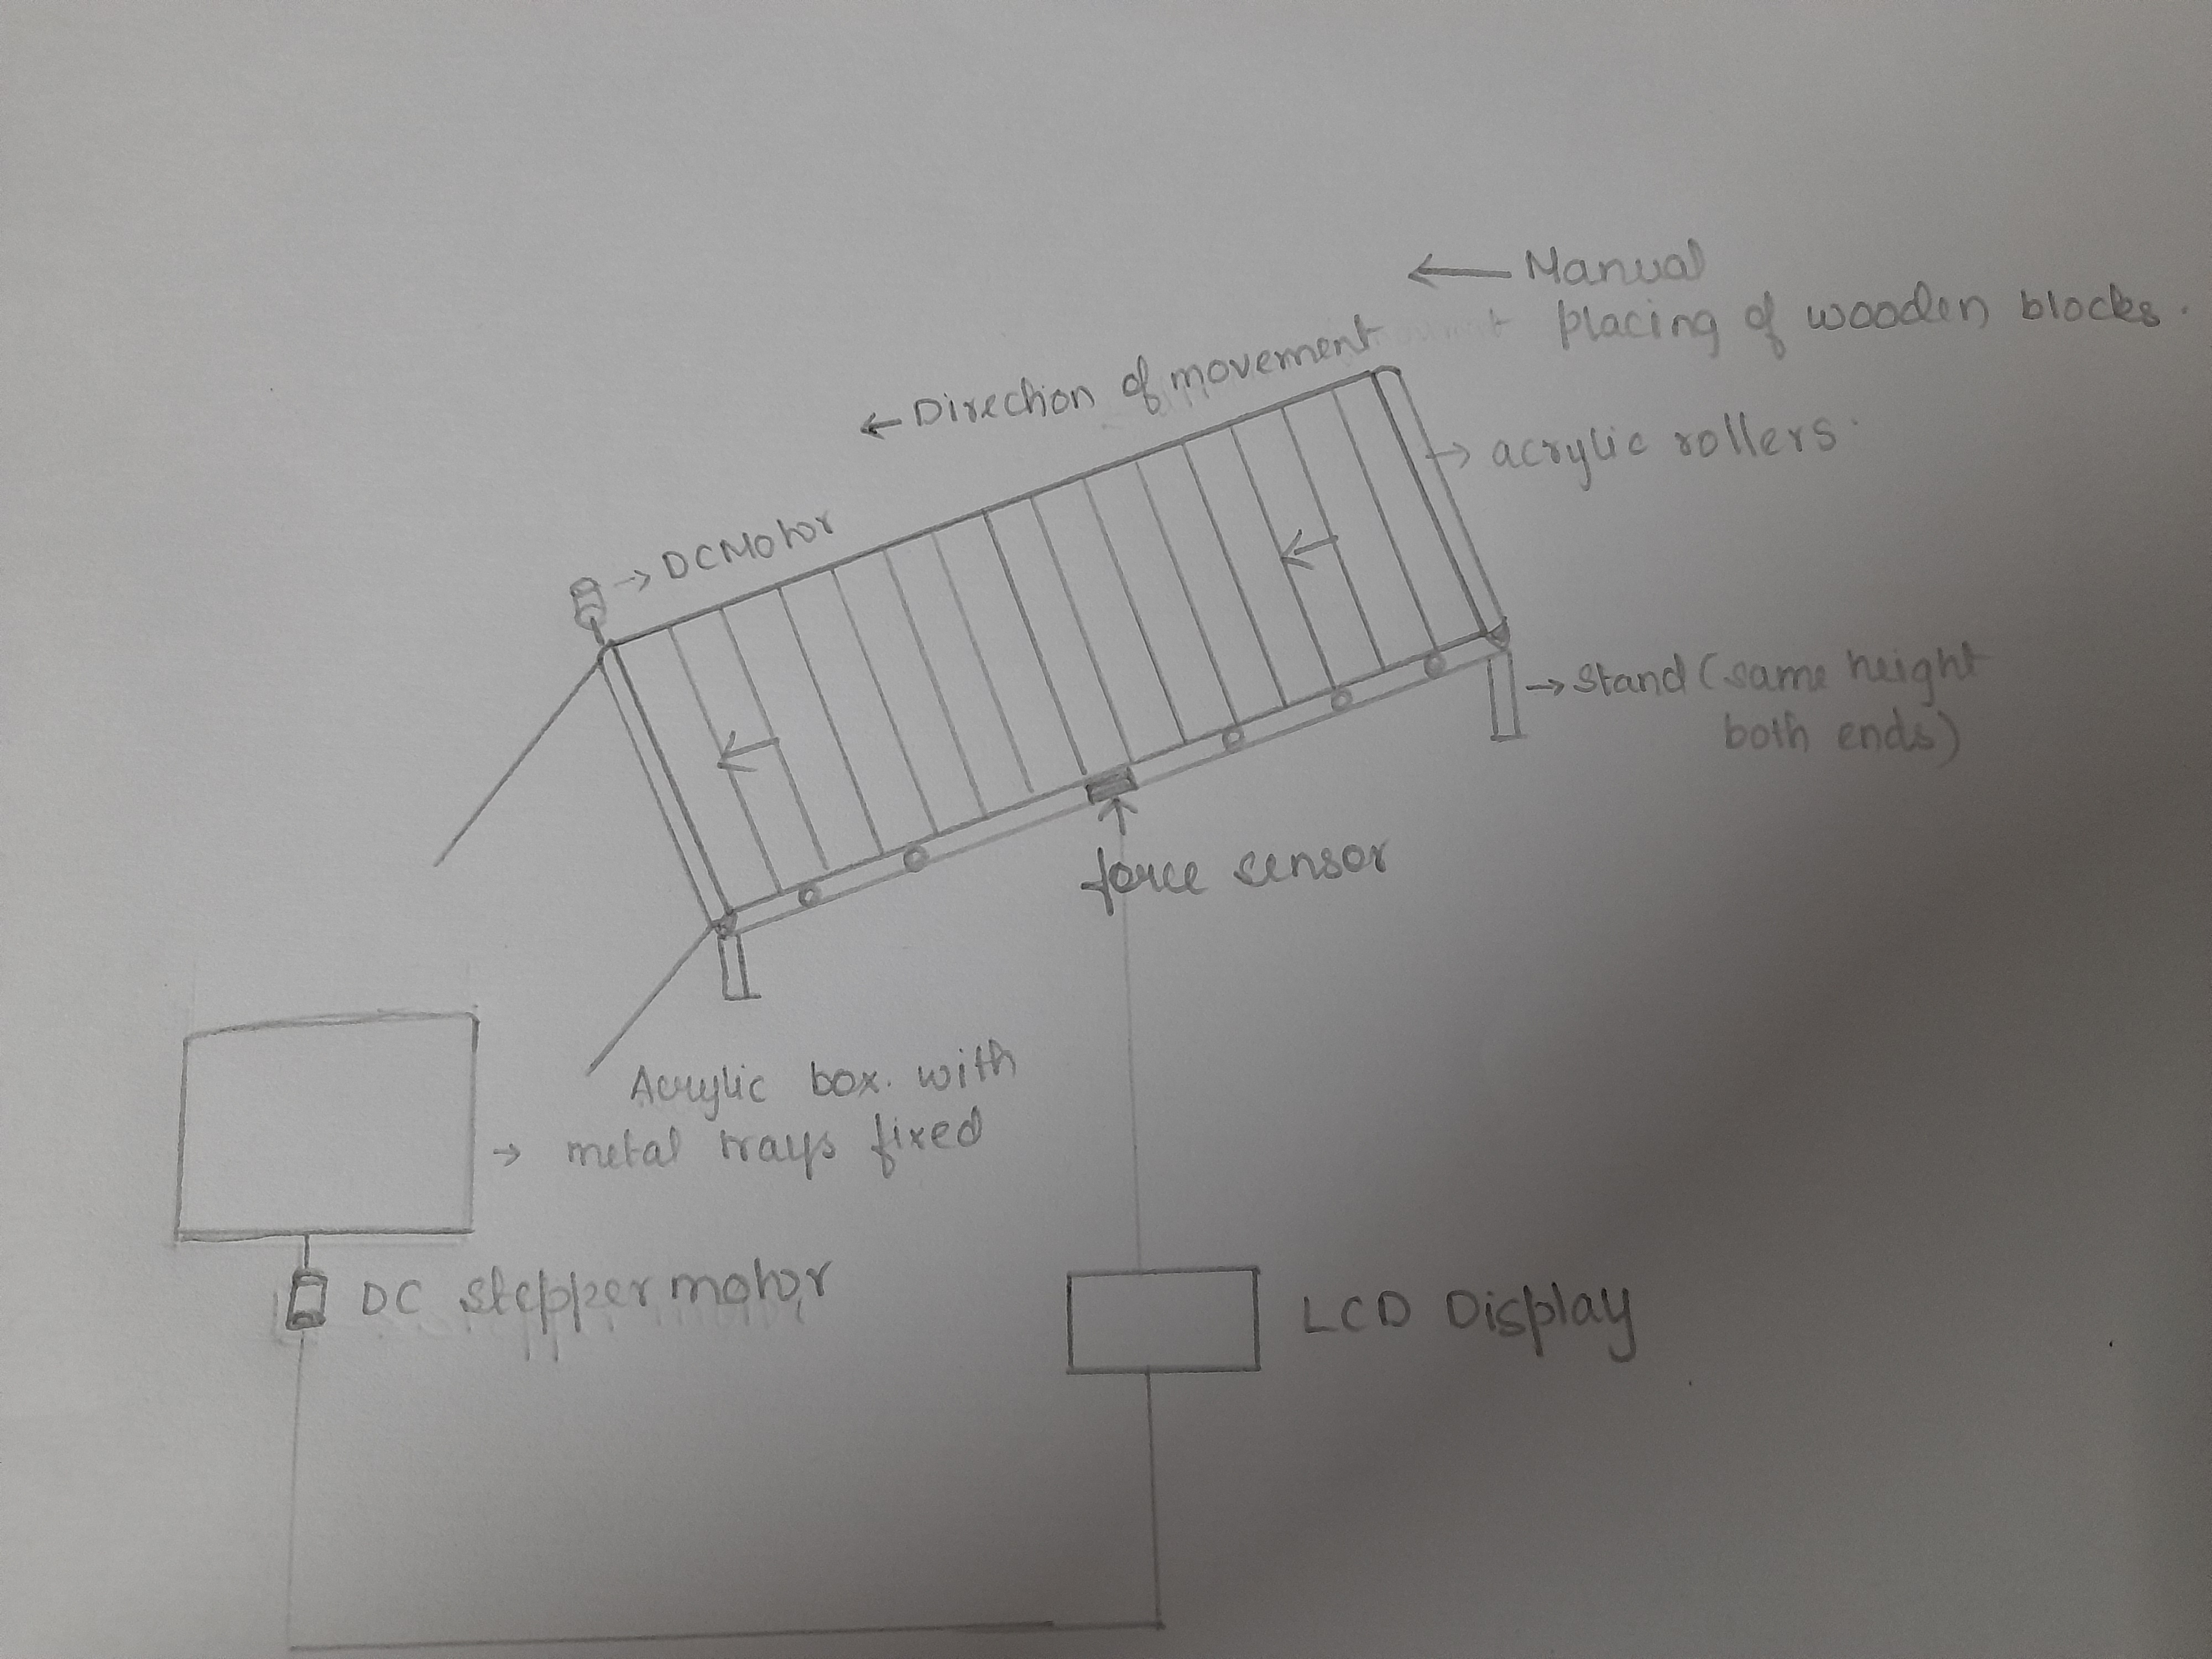 ← Manual
placing of wooden blocks.
← Direction of movement
→ DC Motor
→ acrylic rollers.
→ stand (same height
both ends)
force sensor
Acrylic box with
→ metal trays fixed
DC stepper motor
LCD Display